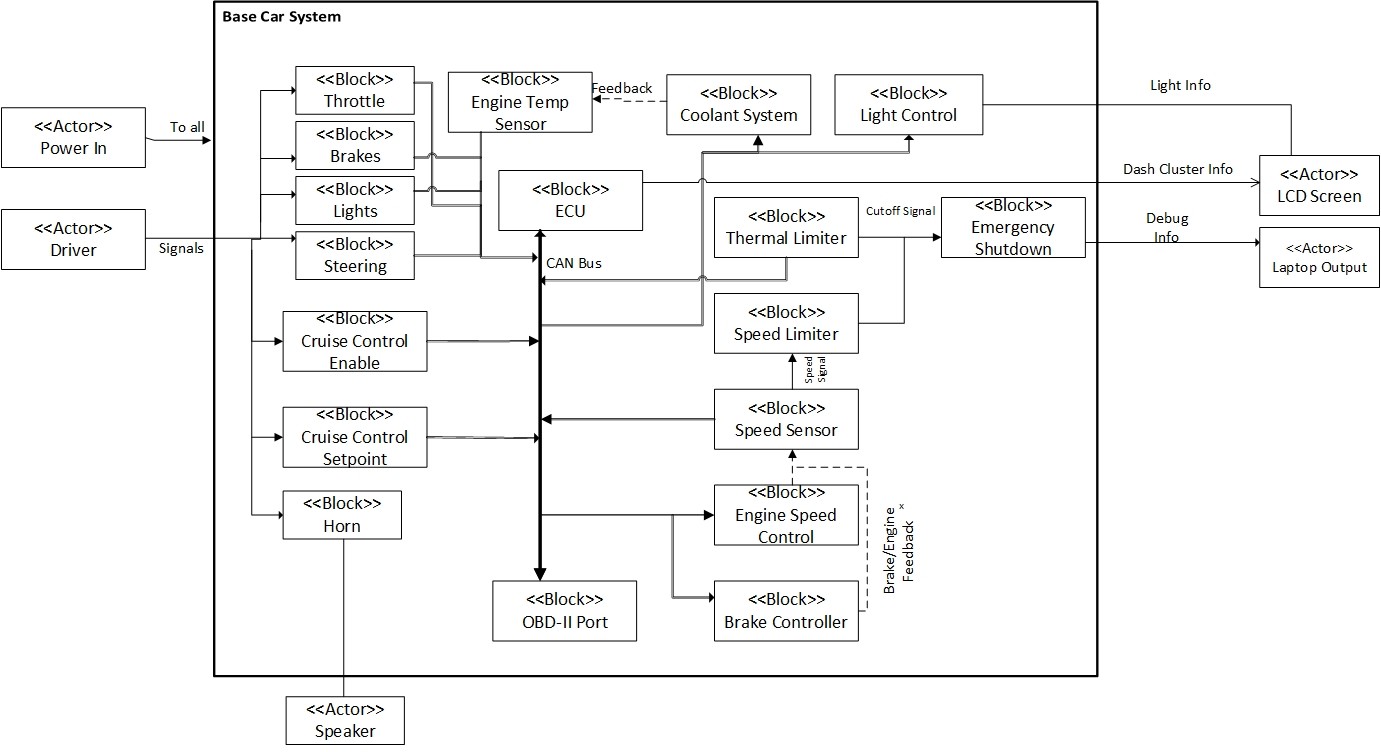 Base Car System
<<Block>>
Throttle
<<Block>>
Engine Temp
Sensor
Feedback
<<Block>>
Coolant System
<<Block>>
Light Control
Light Info
<<Actor>>
Power In
To all
<<Block>>
Brakes
<<Block>>
Lights
<<Block>>
ECU
Dash Cluster Info
<<Actor>>
LCD Screen
<<Actor>>
Driver
Signals
<<Block>>
Steering
CAN Bus
<<Block>>
Thermal Limiter
Cutoff Signal
<<Block>>
Emergency
Shutdown
Debug
Info
<<Actor>>
Laptop Output
<<Block>>
Cruise Control
Enable
<<Block>>
Speed Limiter
Speed
Signal
<<Block>>
Cruise Control
Setpoint
<<Block>>
Speed Sensor
<<Block>>
Horn
<<Block>>
Engine Speed
Control
x
Brake/Engine
Feedback
<<Block>>
OBD-II Port
<<Block>>
Brake Controller
<<Actor>>
Speaker